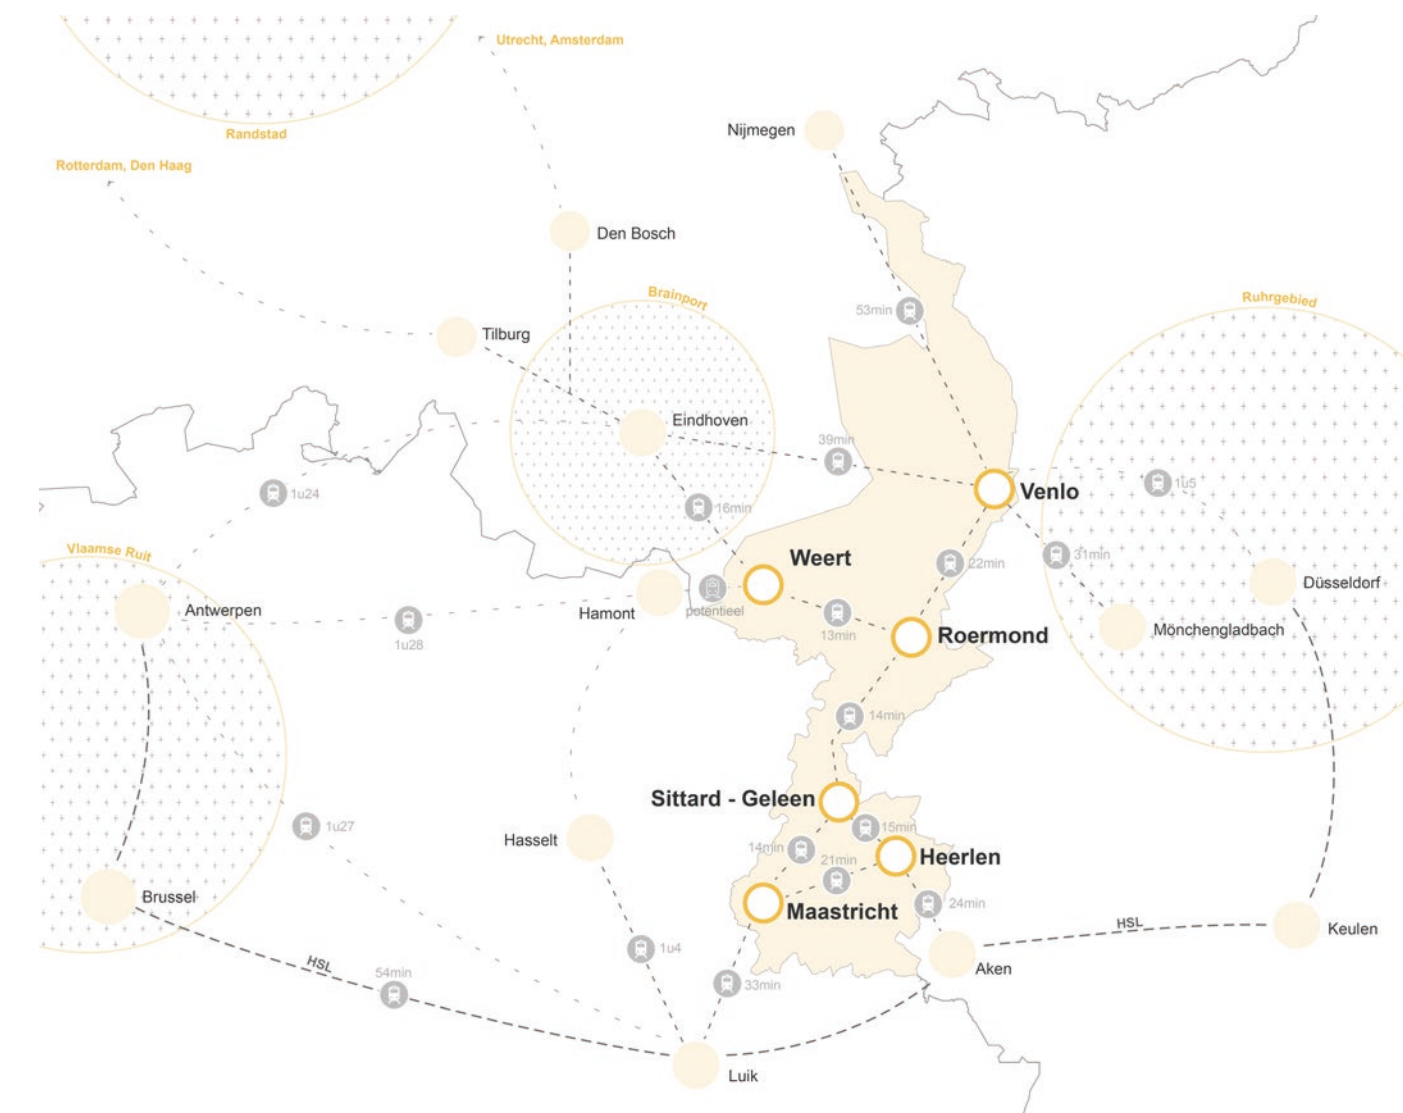 Utrecht, Amsterdam
Randstad
Nijmegen
Rotterdam, Den Haag
Den Bosch
Brainport
Ruhrgebied
53min
Tilburg
Eindhoven
39min
1u24
1u5
Venlo
16min
Vlaamse Ruit
Weert
31min
22min
Düsseldorf
Antwerpen
Hamont
potentieel
13min
Roermond
Mönchengladbach
1u28
14min
Sittard - Geleen
1u27
15min
Hasselt
14min
21min
Heerlen
Brussel
Maastricht
24min
HSL
Keulen
1u4
HSL
54min
Aken
33min
Luik